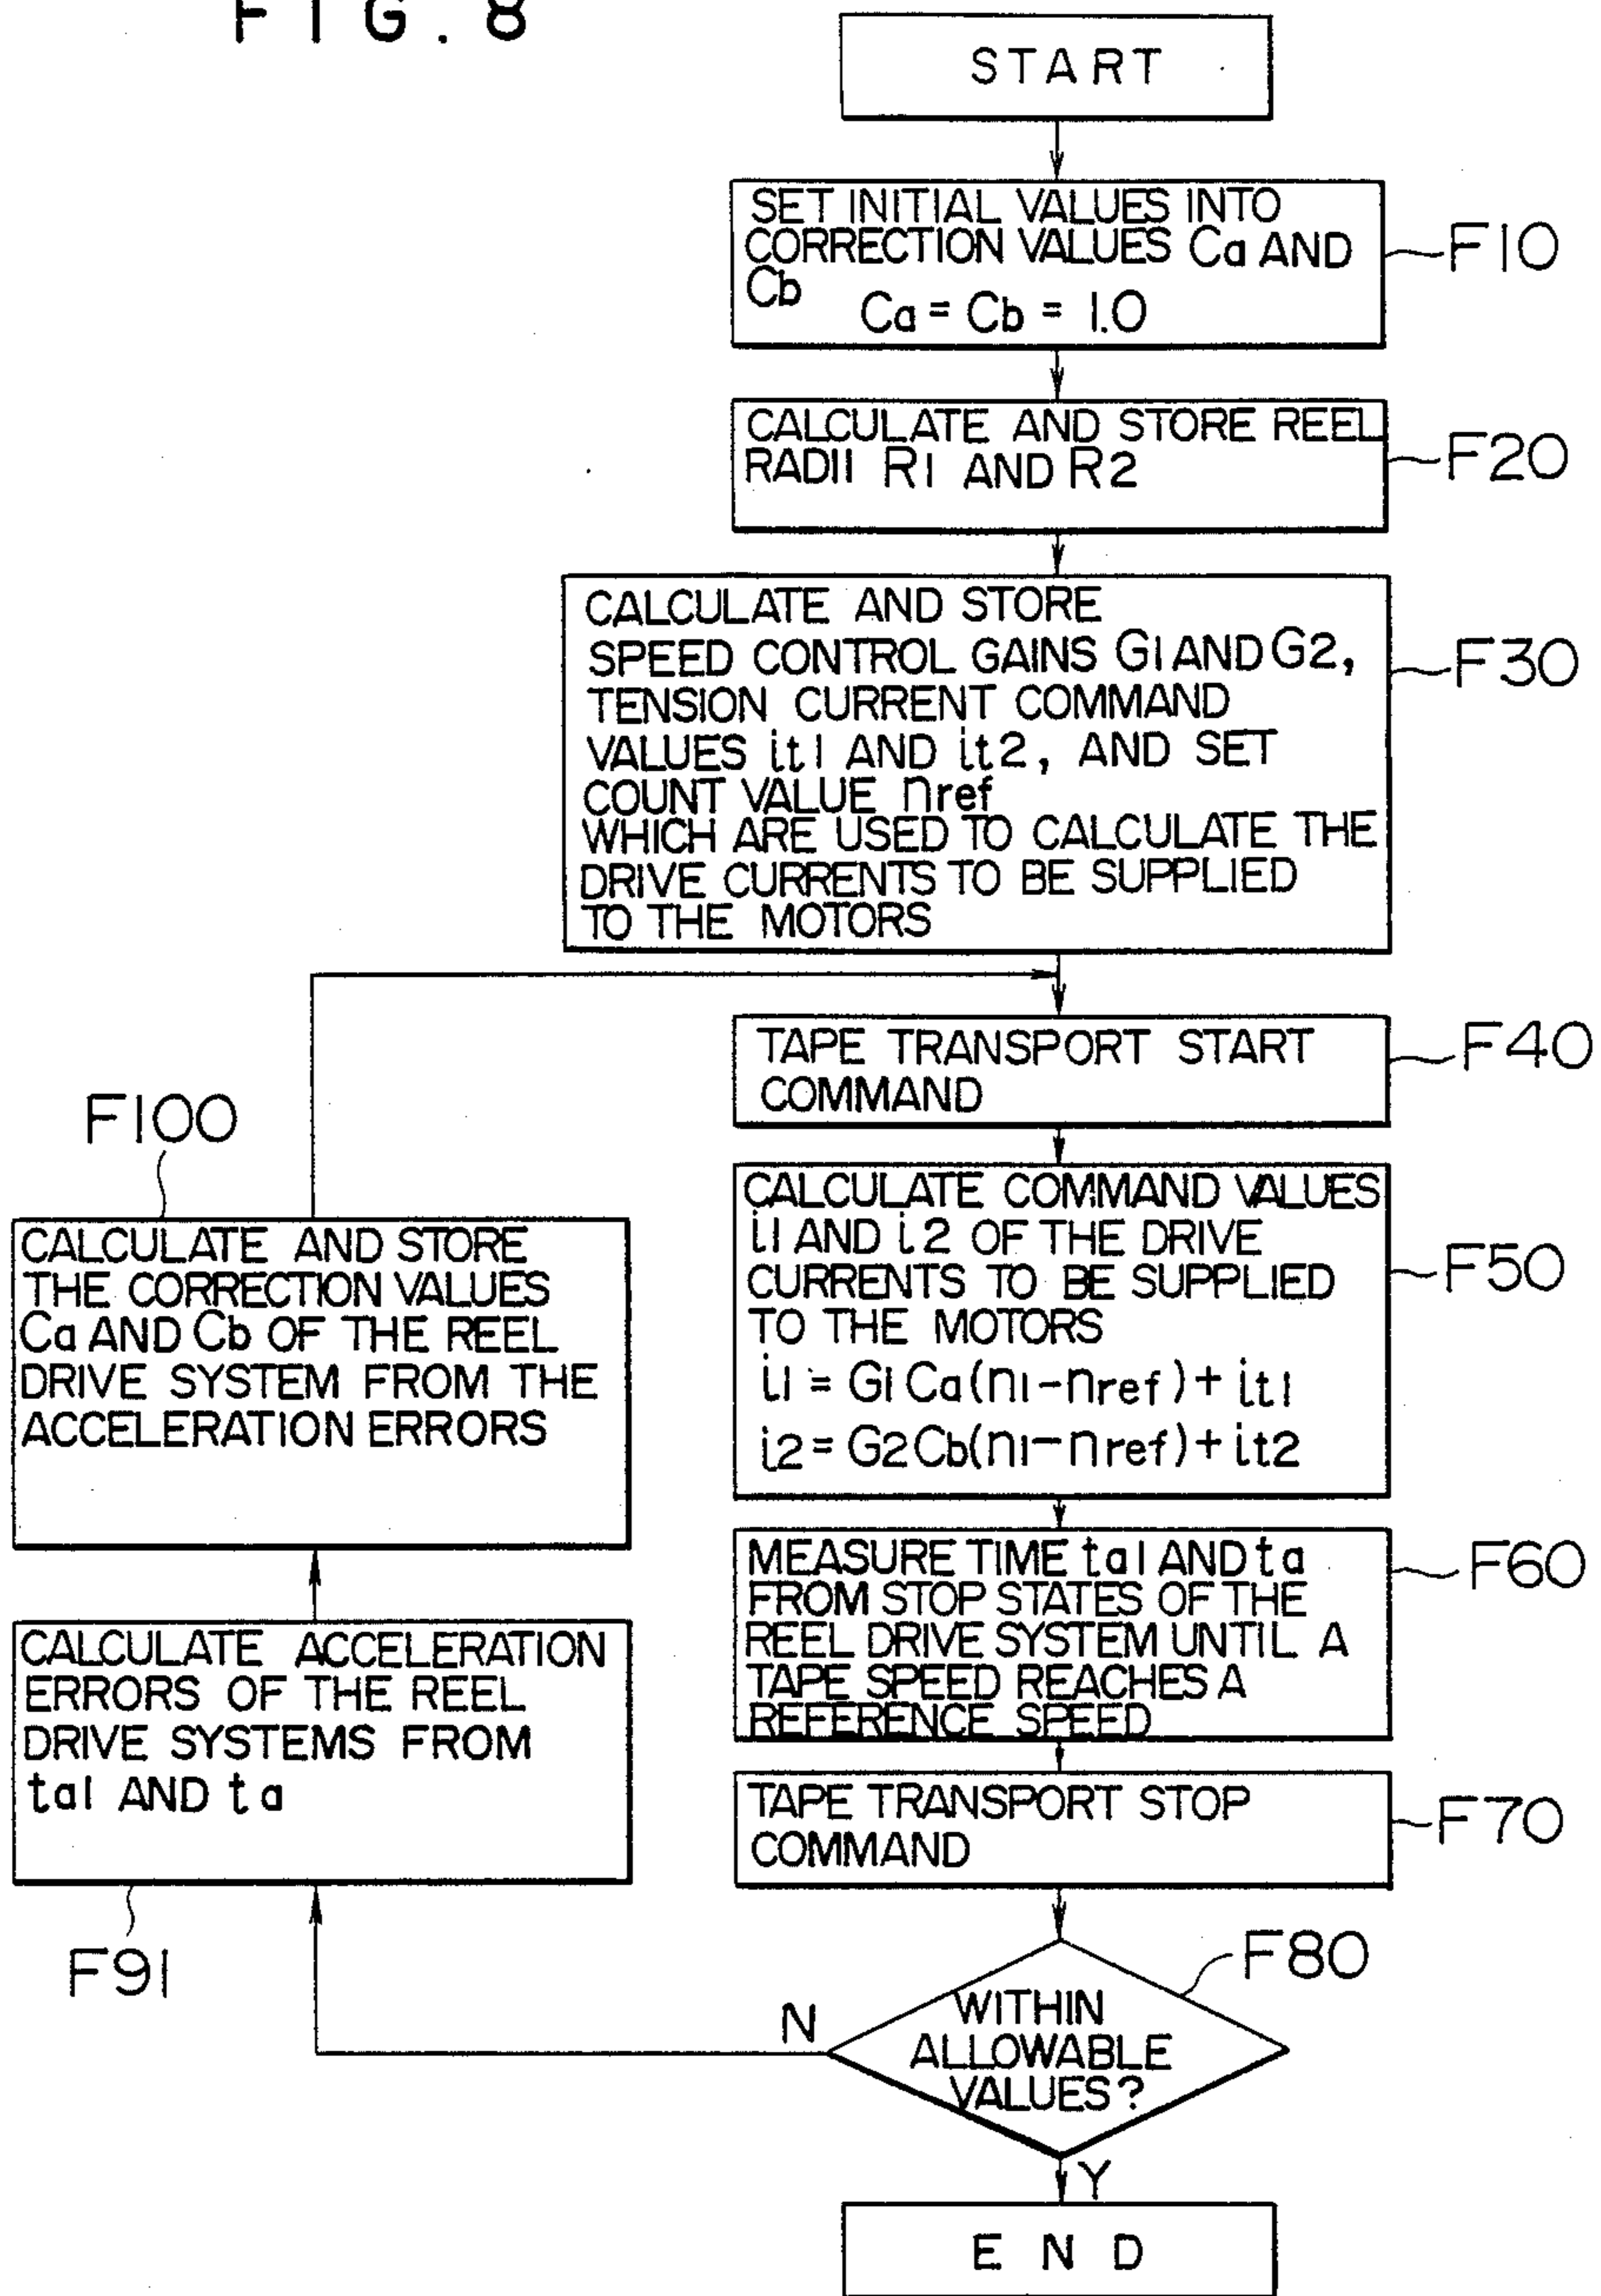 FIG. 8
START
SET INITIAL VALUES INTO
CORRECTION VALUES Ca AND
Cb
Ca = Cb = 1.0
F10
CALCULATE AND STORE REEL
RADII R1 AND R2
F20
CALCULATE AND STORE
SPEED CONTROL GAINS G1 AND G2,
TENSION CURRENT COMMAND
VALUES it1 AND it2, AND SET
COUNT VALUE nref
WHICH ARE USED TO CALCULATE THE
DRIVE CURRENTS TO BE SUPPLIED
TO THE MOTORS
F30
TAPE TRANSPORT START
COMMAND
F40
CALCULATE COMMAND VALUES
i1 AND i2 OF THE DRIVE
CURRENTS TO BE SUPPLIED
TO THE MOTORS
i1 = G1 Ca(n1-nref)+ it1
i2 = G2 Cb(n1-nref)+ it2
F50
MEASURE TIME ta1 AND ta
FROM STOP STATES OF THE
REEL DRIVE SYSTEM UNTIL A
TAPE SPEED REACHES A
REFERENCE SPEED
F60
TAPE TRANSPORT STOP
COMMAND
F70
WITHIN
ALLOWABLE
VALUES?
F80
N
Y
F91
CALCULATE ACCELERATION
ERRORS OF THE REEL
DRIVE SYSTEMS FROM
ta1 AND ta
F100
CALCULATE AND STORE
THE CORRECTION VALUES
Ca AND Cb OF THE REEL
DRIVE SYSTEM FROM THE
ACCELERATION ERRORS
END